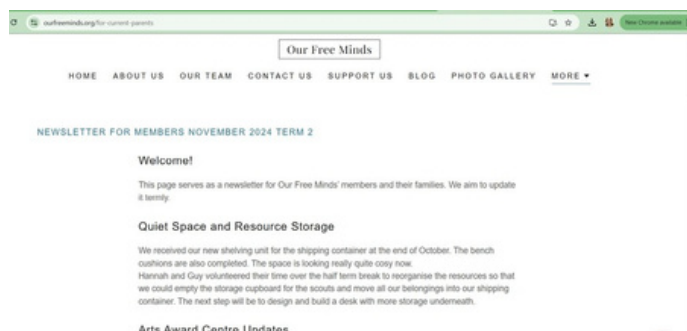 ourfreeminds.org/for-current-parents
New Chrome available
Our Free Minds
HOME ABOUT US OUR TEAM CONTACT US SUPPORT US BLOG PHOTO GALLERY MORE
NEWSLETTER FOR MEMBERS NOVEMBER 2024 TERM 2
Welcome!
This page serves as a newsletter for Our Free Minds' members and their families. We aim to update
it termly.
Quiet Space and Resource Storage
We received our new shelving unit for the shipping container at the end of October. The bench
cushions are also completed. The space is looking really quite cosy now.
Hannah and Guy volunteered their time over the half term break to reorganise the resources so that
we could empty the storage cupboard for the scouts and move all our belongings into our shipping
container. The next step will be to design and build a desk with more storage underneath.
Arts Award Centre Updates